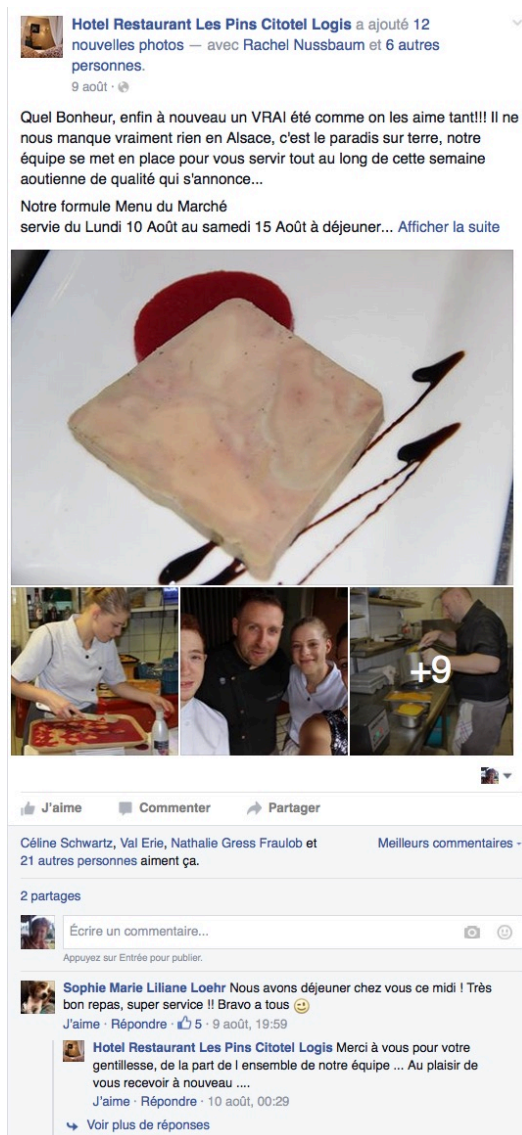 Hotel Restaurant Les Pins Citotel Logis a ajouté 12
nouvelles photos — avec Rachel Nussbaum et 6 autres
personnes.
9 août ·
Quel Bonheur, enfin à nouveau un VRAI été comme on les aime tant!!! Il ne
nous manque vraiment rien en Alsace, c'est le paradis sur terre, notre
équipe se met en place pour vous servir tout au long de cette semaine
aoutienne de qualité qui s'annonce...
Notre formule Menu du Marché
servie du Lundi 10 Août au samedi 15 Août à déjeuner... Afficher la suite
+9
J'aime Commenter Partager
Céline Schwartz, Val Erie, Nathalie Gress Fraulob et Meilleurs commentaires
21 autres personnes aiment ça.
2 partages
Écrire un commentaire...
Appuyez sur Entrée pour publier.
Sophie Marie Liliane Loehr Nous avons déjeuner chez vous ce midi ! Très
bon repas, super service !! Bravo a tous 😉
J'aime · Répondre · 5 · 9 août, 19:59
Hotel Restaurant Les Pins Citotel Logis Merci à vous pour votre
gentillesse, de la part de l ensemble de notre équipe ... Au plaisir de
vous recevoir à nouveau ....
J'aime · Répondre · 10 août, 00:29
Voir plus de réponses